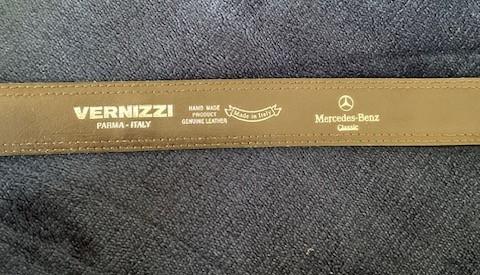 VERNIZZI
PARMA - ITALY
HAND MADE
PRODUCT
GENUINE LEATHER
Made in Italy
Mercedes-Benz
Classic